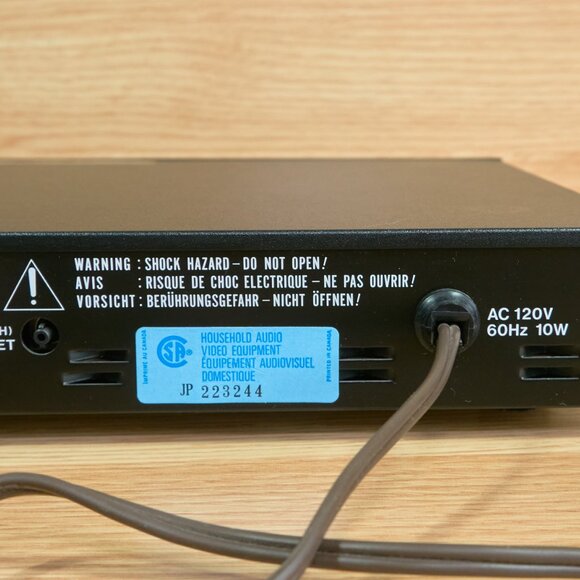 WARNING : SHOCK HAZARD – DO NOT OPEN!
AVIS : RISQUE DE CHOC ELECTRIQUE – NE PAS OUVRIR!
VORSICHT : BERÜHRUNGSGEFAHR – NICHT ÖFFNEN!
H)
ET
IMPRIMÉ AU CANADA
HOUSEHOLD AUDIO
VIDEO EQUIPMENT
ÉQUIPEMENT AUDIOVISUEL
DOMESTIQUE
JP 223244
PRINTED IN CANADA
AC 120V
60Hz 10W